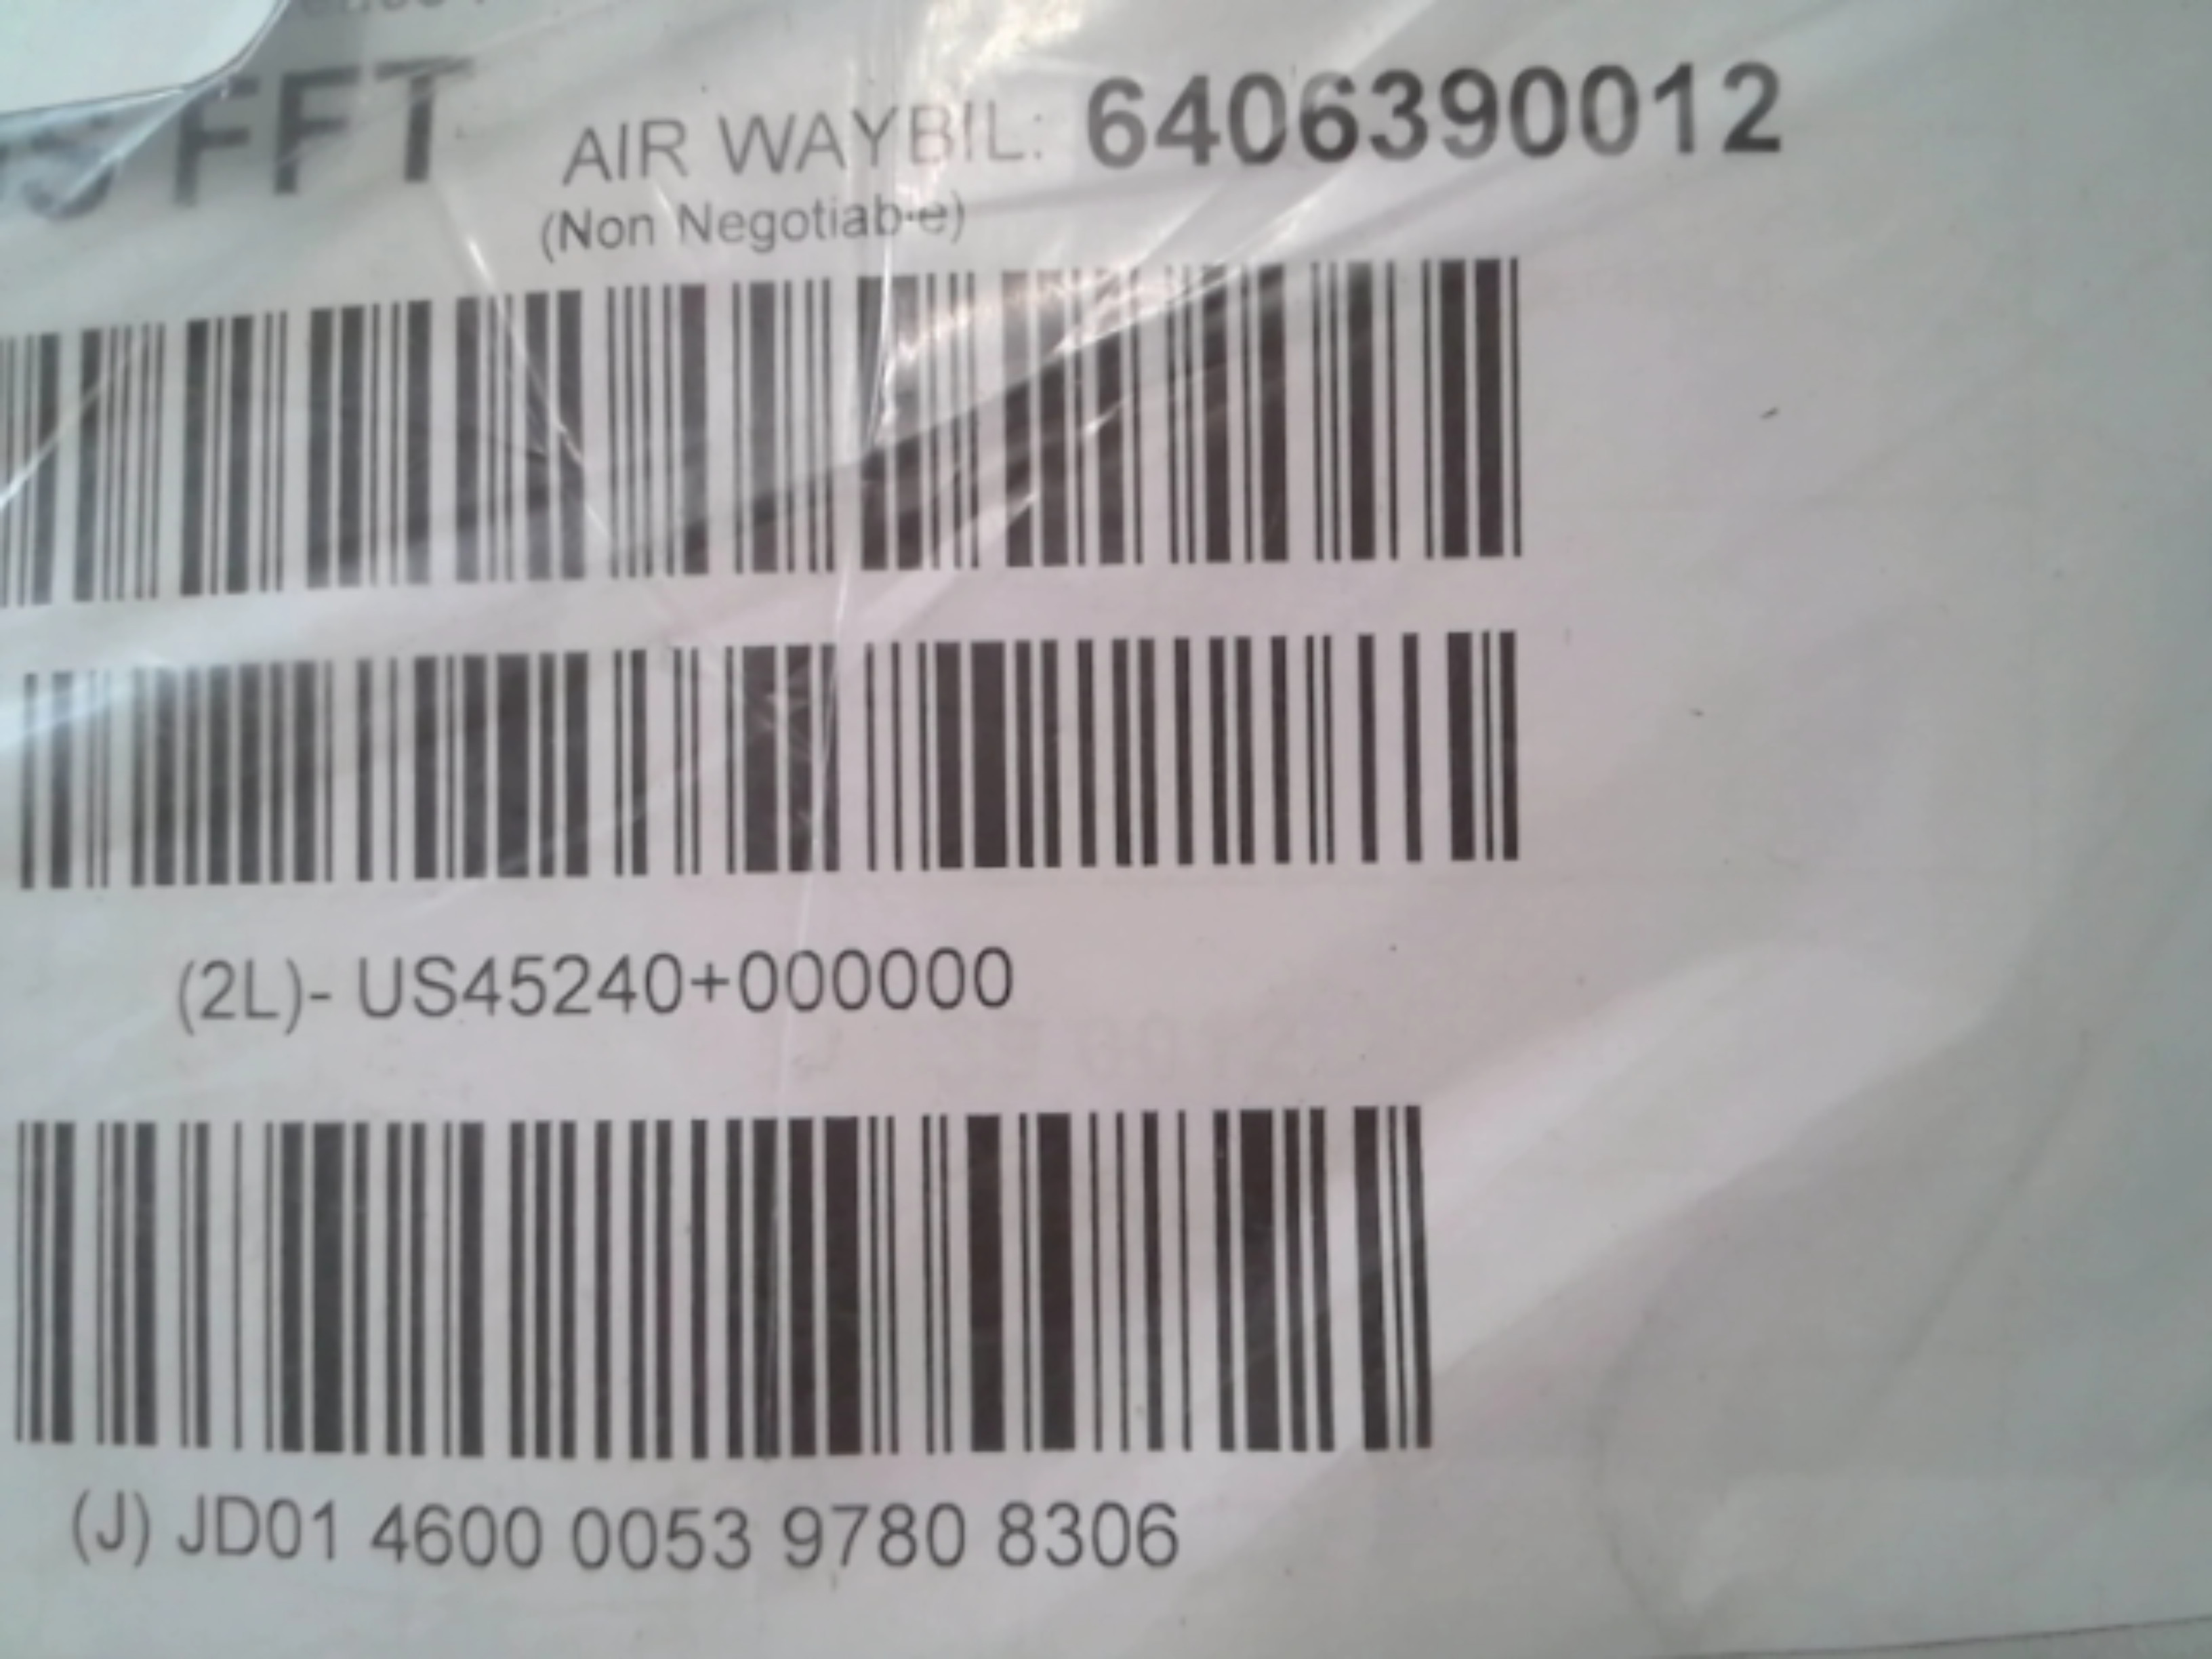 FFT AIR WAYBIL: 6406390012
(Non Negotiab-e)
(2L)- US45240+000000
(J) JD01 4600 0053 9780 8306